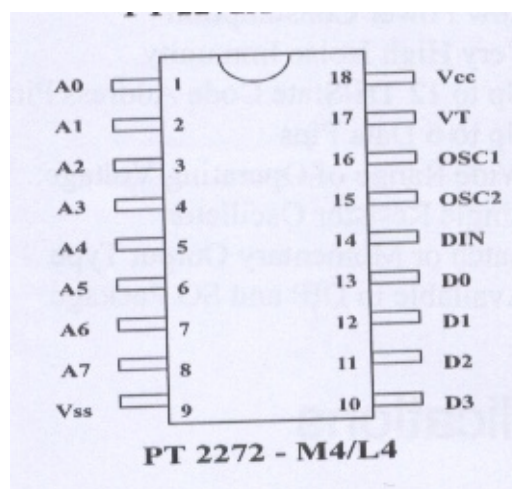 A0 1 18 Vcc
A1 2 17 VT
A2 3 16 OSC1
A3 4 15 OSC2
A4 5 14 DIN
A5 6 13 D0
A6 7 12 D1
A7 8 11 D2
Vss 9 10 D3
PT 2272 - M4/L4